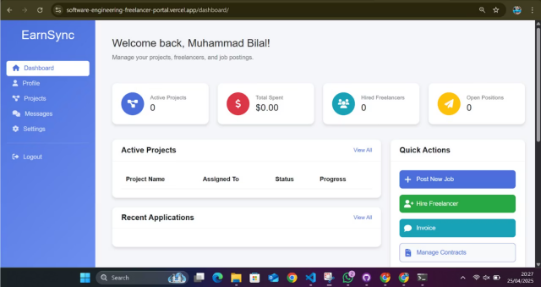 software-engineering-freelancer-portal.vercel.app/dashboard/
EarnSync
Dashboard
Profile
Projects
Messages
Settings
Logout
Welcome back, Muhammad Bilal!
Manage your projects, freelancers, and job postings.
Active Projects
0
Total Spent
$0.00
Hired Freelancers
0
Open Positions
0
Active Projects
View All
Project Name Assigned To Status Progress
Recent Applications
View All
Quick Actions
Post New Job
Hire Freelancer
Invoice
Manage Contracts
Search
20:27
25/04/2025